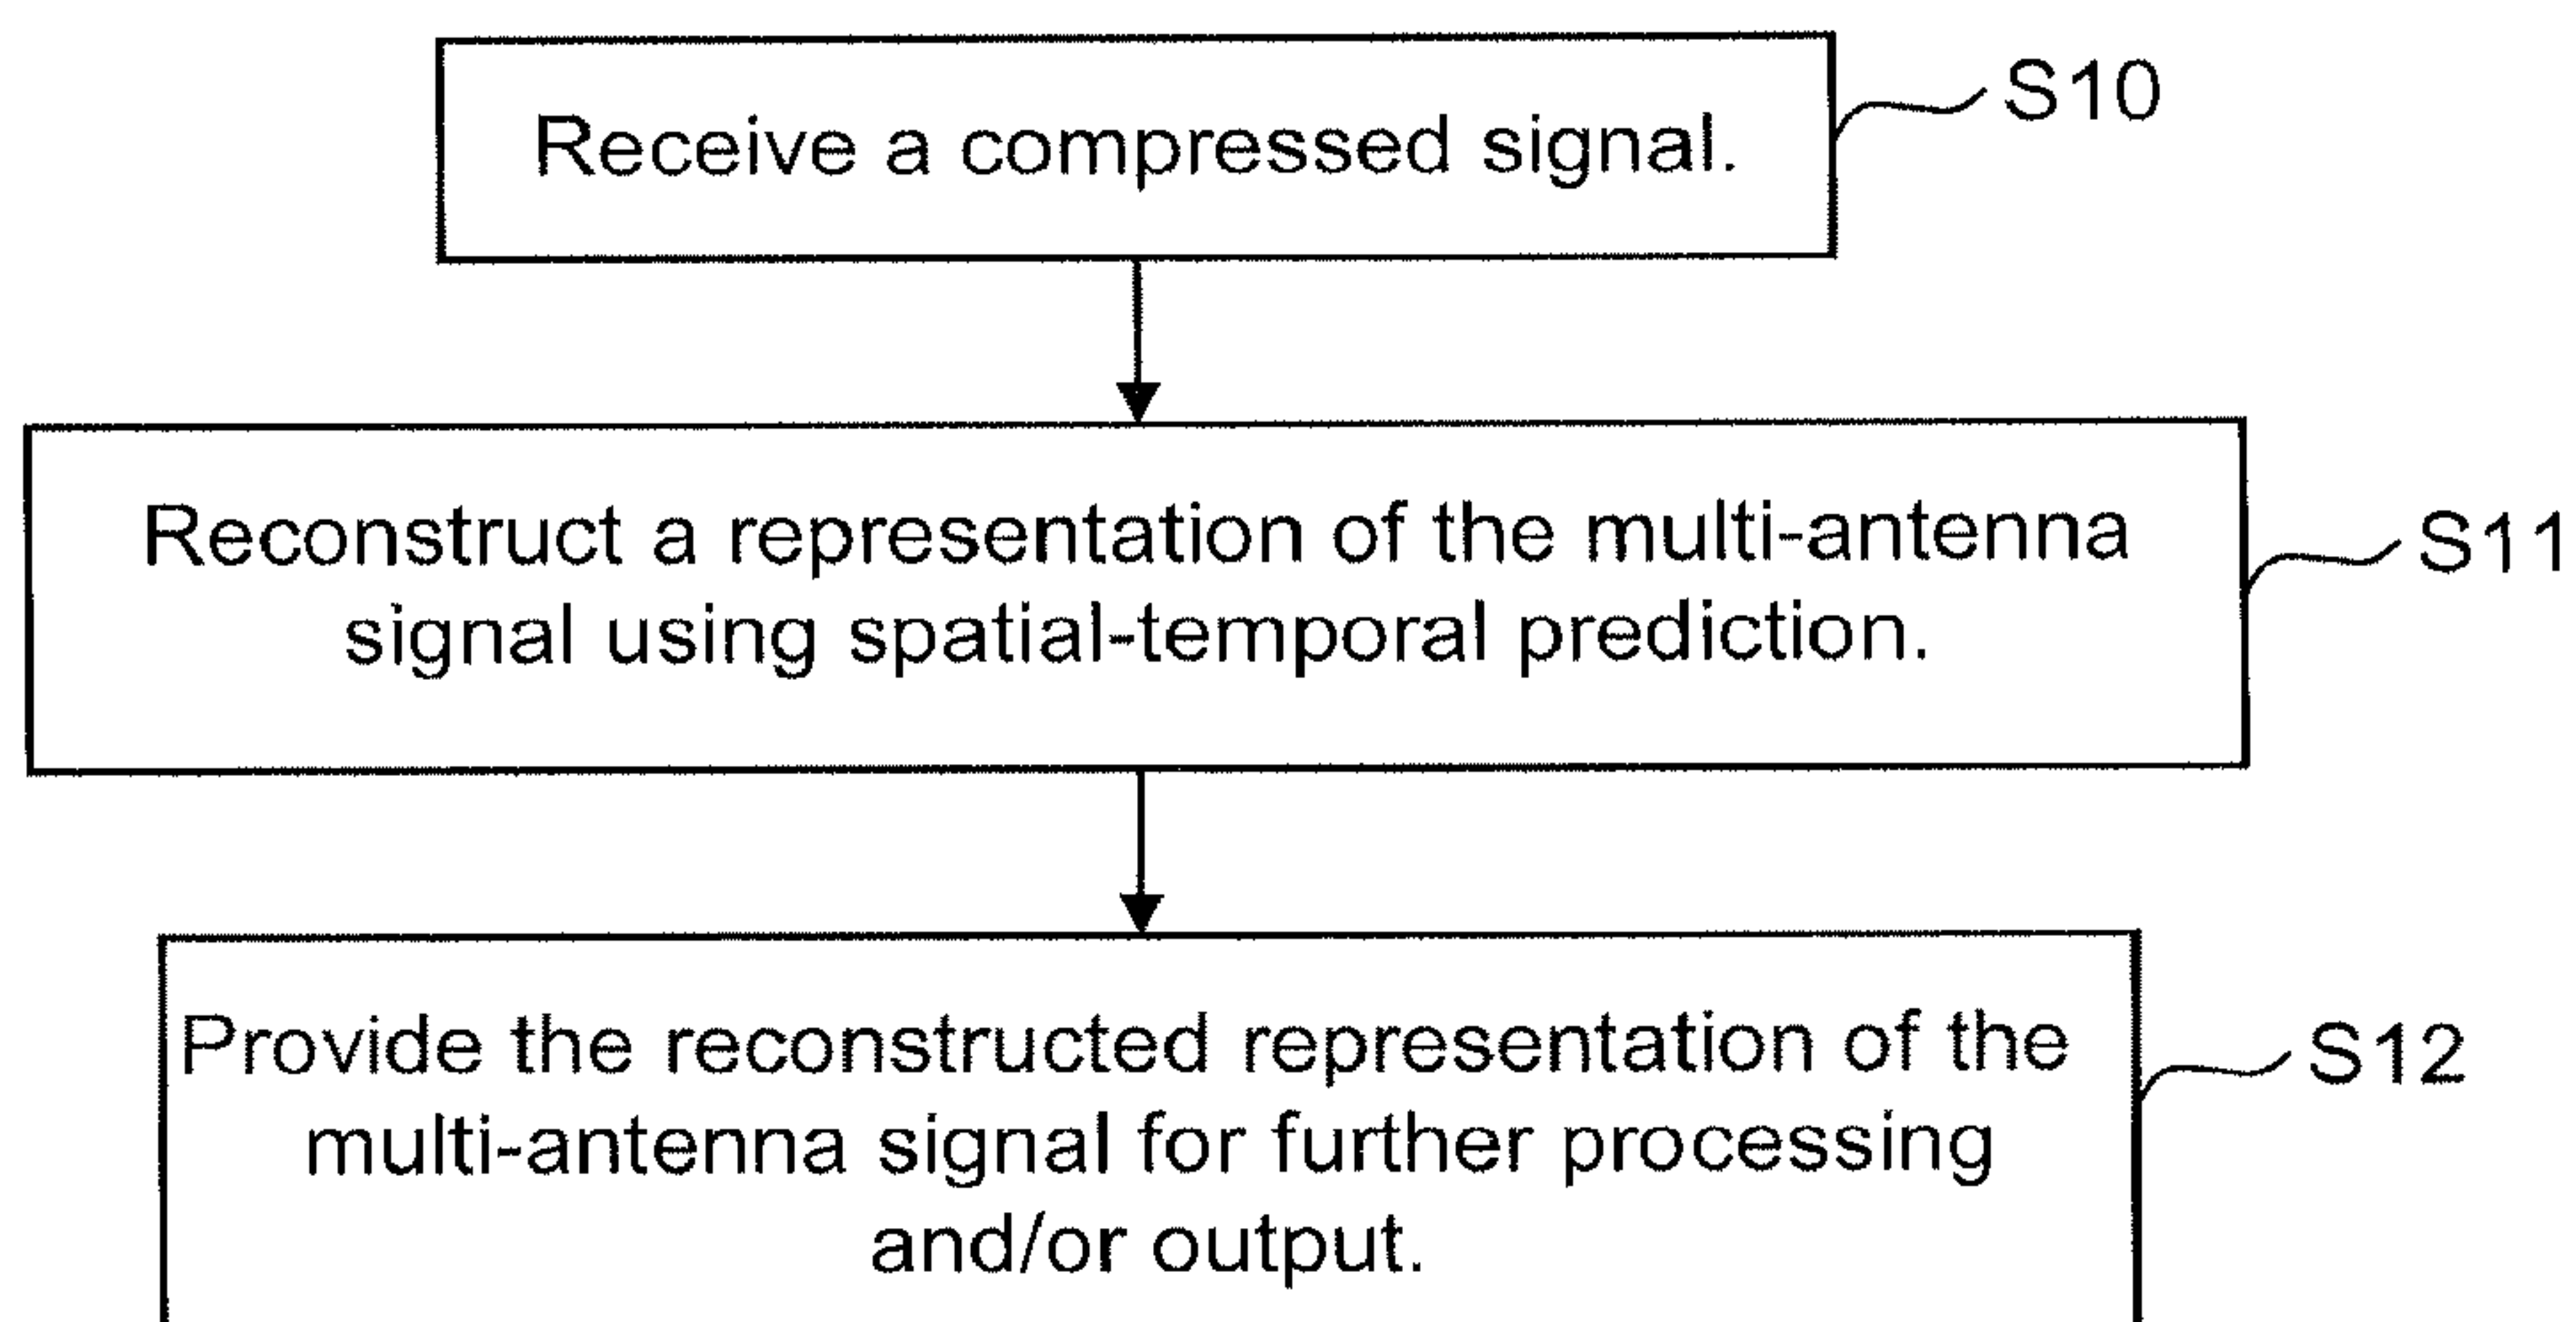 Receive a compressed signal.
S10
Reconstruct a representation of the multi-antenna
signal using spatial-temporal prediction.
S11
Provide the reconstructed representation of the
multi-antenna signal for further processing
and/or output.
S12